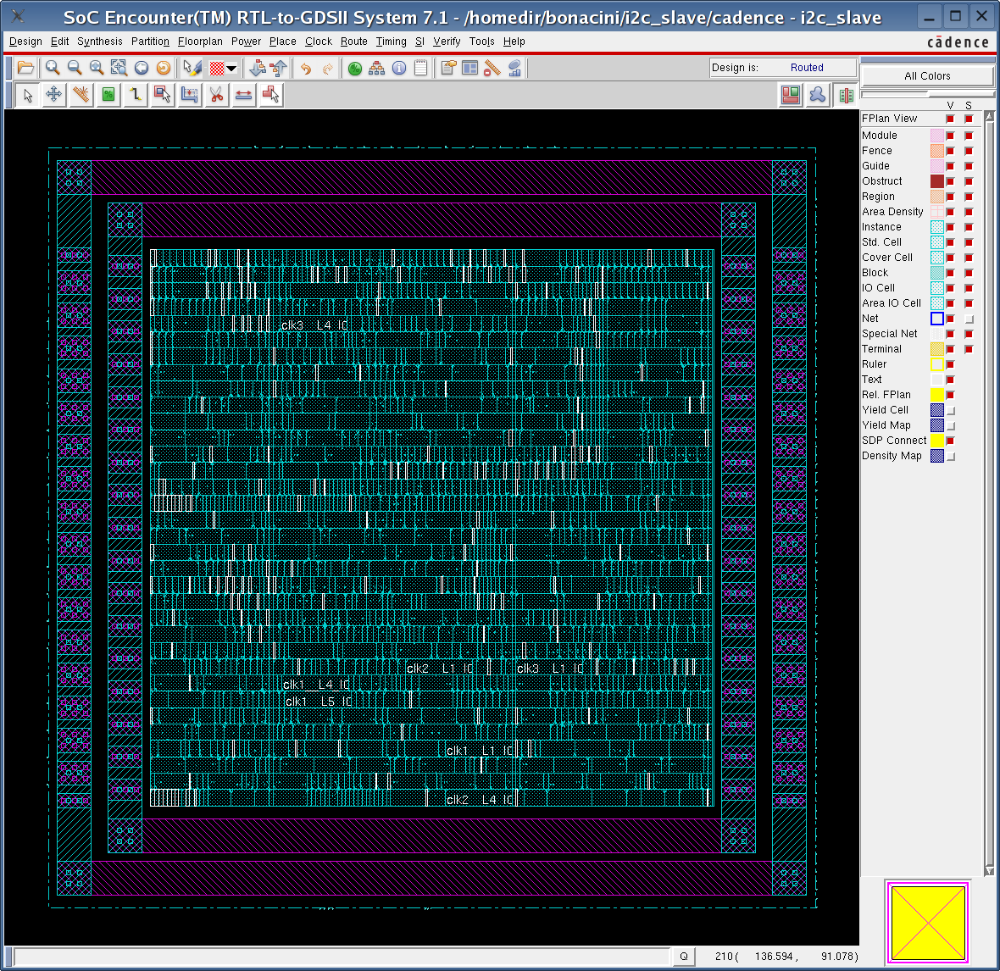 SoC Encounter(TM) RTL-to-GDSII System 7.1 - /homedir/bonacini/i2c_slave/cadence - i2c_slave
Design Edit Synthesis Partition Floorplan Power Place Clock Route Timing SI Verify Tools Help
cādence
Design is: Routed
All Colors
V S
FPlan View
Module
Fence
Guide
Obstruct
Region
Area Density
Instance
Std. Cell
Cover Cell
Block
IO Cell
Area IO Cell
Net
Special Net
Terminal
Ruler
Text
Rel. FPlan
Yield Cell
Yield Map
SDP Connect
Density Map
clk3 L4 IC
clk2 L1 IC clk3 L1 IC
clk1 L4 IC
clk1 L5 IC
clk1 L1 IC
clk2 L4 IC
Q 210( 136.594, 91.078)